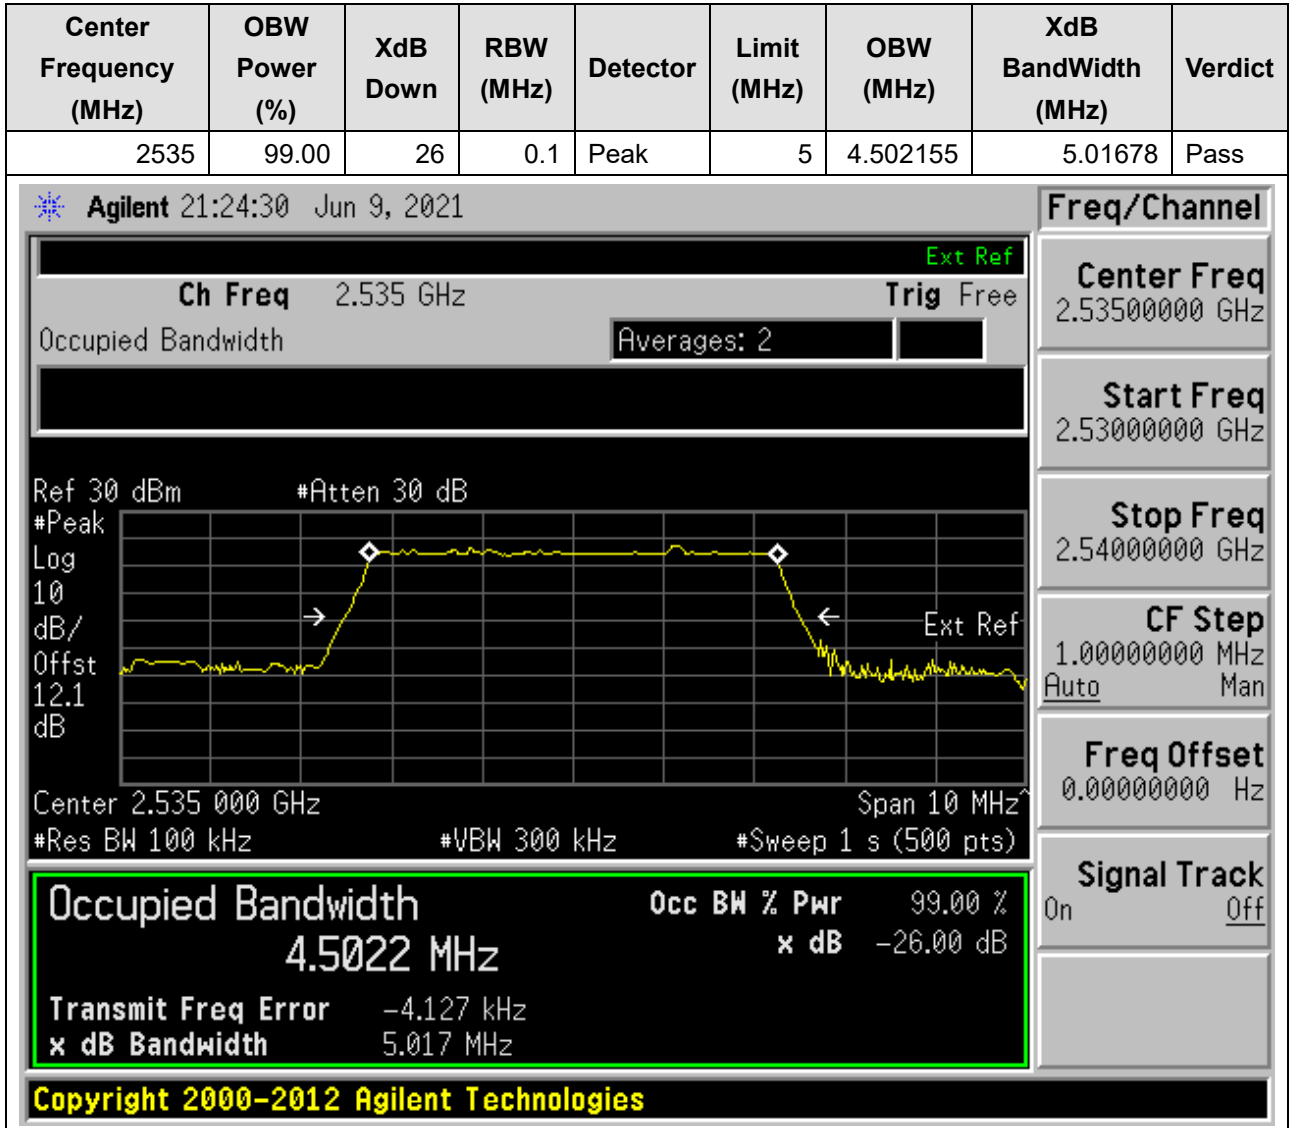 Center Frequency (MHz) OBW Power (%) XdB Down RBW (MHz) Detector Limit (MHz) OBW (MHz) XdB BandWidth (MHz) Verdict
2535 99.00 26 0.1 Peak 5 4.502155 5.01678 Pass
Agilent 21:24:30 Jun 9, 2021
Ext Ref
Ch Freq 2.535 GHz Trig Free
Occupied Bandwidth Averages: 2
Ref 30 dBm #Atten 30 dB
#Peak
Log
10
dB/
Offst
12.1
dB
Ext Ref
Center 2.535 000 GHz Span 10 MHz^
#Res BW 100 kHz #VBW 300 kHz #Sweep 1 s (500 pts)
Occupied Bandwidth Occ BW % Pwr 99.00 %
4.5022 MHz x dB -26.00 dB
Transmit Freq Error -4.127 kHz
x dB Bandwidth 5.017 MHz
Copyright 2000-2012 Agilent Technologies
Freq/Channel
Center Freq
2.53500000 GHz
Start Freq
2.53000000 GHz
Stop Freq
2.54000000 GHz
CF Step
1.00000000 MHz
Auto Man
Freq Offset
0.00000000 Hz
Signal Track
On Off